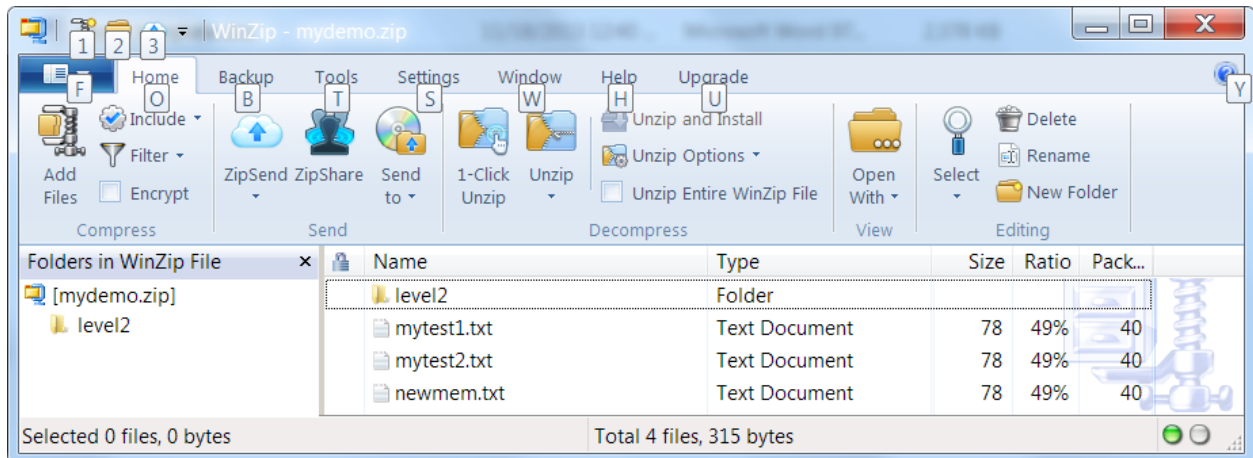 WinZip - mydemo.zip
1 2 3
Home Backup Tools Settings Window Help Upgrade
F O B T S W H U Y
Include
Filter
Encrypt
Add Files
Compress
ZipSend ZipShare Send to
Send
1-Click Unzip Unzip
Unzip and Install
Unzip Options
Unzip Entire WinZip File
Decompress
Open With
View
Select
Delete
Rename
New Folder
Editing
Folders in WinZip File x
[mydemo.zip]
level2
Name Type Size Ratio Pack...
level2 Folder
mytest1.txt Text Document 78 49% 40
mytest2.txt Text Document 78 49% 40
newmem.txt Text Document 78 49% 40
Selected 0 files, 0 bytes Total 4 files, 315 bytes